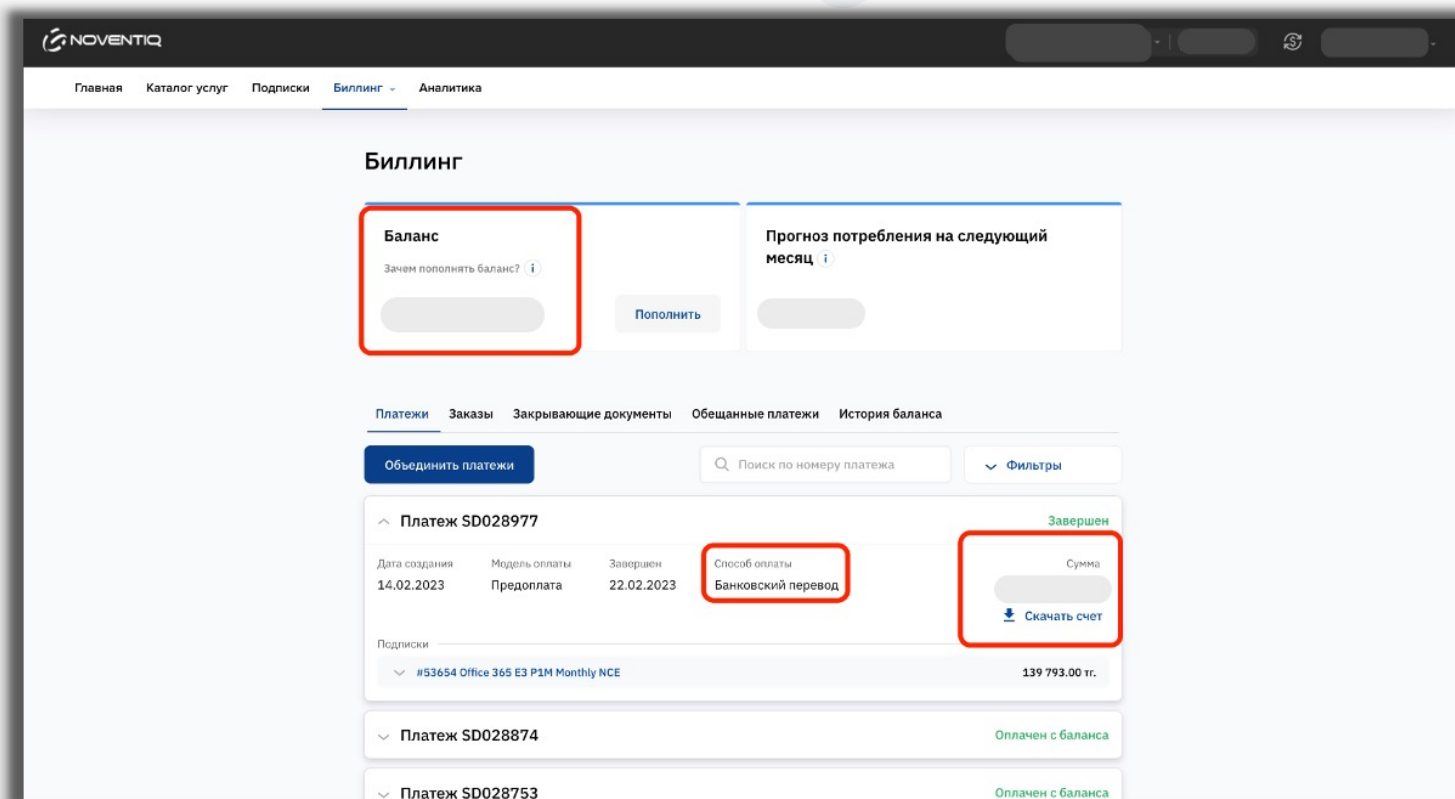 NOVENTIQ
Главная Каталог услуг Подписки Биллинг Аналитика
Биллинг
Баланс
Зачем пополнять баланс? i
Пополнить
Прогноз потребления на следующий
месяц i
Платежи Заказы Закрывающие документы Обещанные платежи История баланса
Объединить платежи Поиск по номеру платежа Фильтры
Платеж SD028977 Завершен
Дата создания Модель оплаты Завершен Способ оплаты Сумма
14.02.2023 Предоплата 22.02.2023 Банковский перевод
Скачать счет
Подписки
#53654 Office 365 E3 P1M Monthly NCE 139 793.00 тг.
Платеж SD028874 Оплачен с баланса
Платеж SD028753 Оплачен с баланса